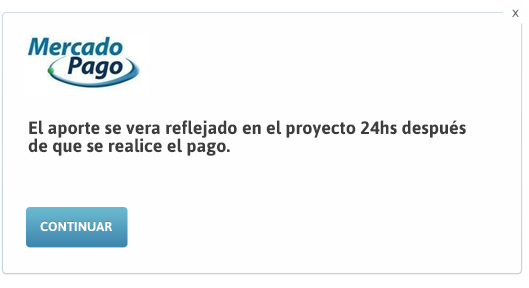 x
Mercado
Pago
El aporte se vera reflejado en el proyecto 24hs después
de que se realice el pago.
CONTINUAR